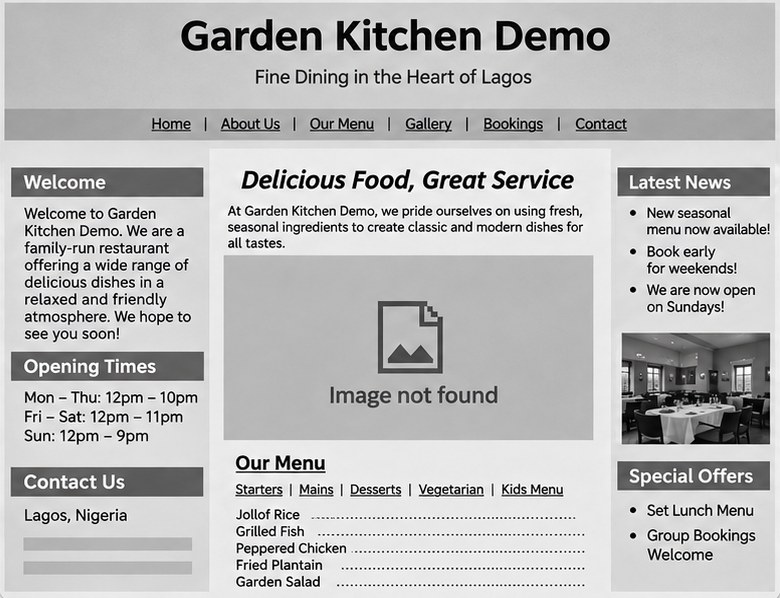 Garden Kitchen Demo
Fine Dining in the Heart of Lagos
Home | About Us | Our Menu | Gallery | Bookings | Contact
Welcome
Welcome to Garden
Kitchen Demo. We are a
family-run restaurant
offering a wide range of
delicious dishes in a
relaxed and friendly
atmosphere. We hope to
see you soon!
Opening Times
Mon – Thu: 12pm – 10pm
Fri – Sat: 12pm – 11pm
Sun: 12pm – 9pm
Contact Us
Lagos, Nigeria
Delicious Food, Great Service
At Garden Kitchen Demo, we pride ourselves on using fresh,
seasonal ingredients to create classic and modern dishes for
all tastes.
Image not found
Our Menu
Starters | Mains | Desserts | Vegetarian | Kids Menu
Jollof Rice ........................................
Grilled Fish ........................................
Peppered Chicken ........................................
Fried Plantain ........................................
Garden Salad ........................................
Latest News
• New seasonal
menu now available!
• Book early
for weekends!
• We are now open
on Sundays!
Special Offers
• Set Lunch Menu
• Group Bookings
Welcome